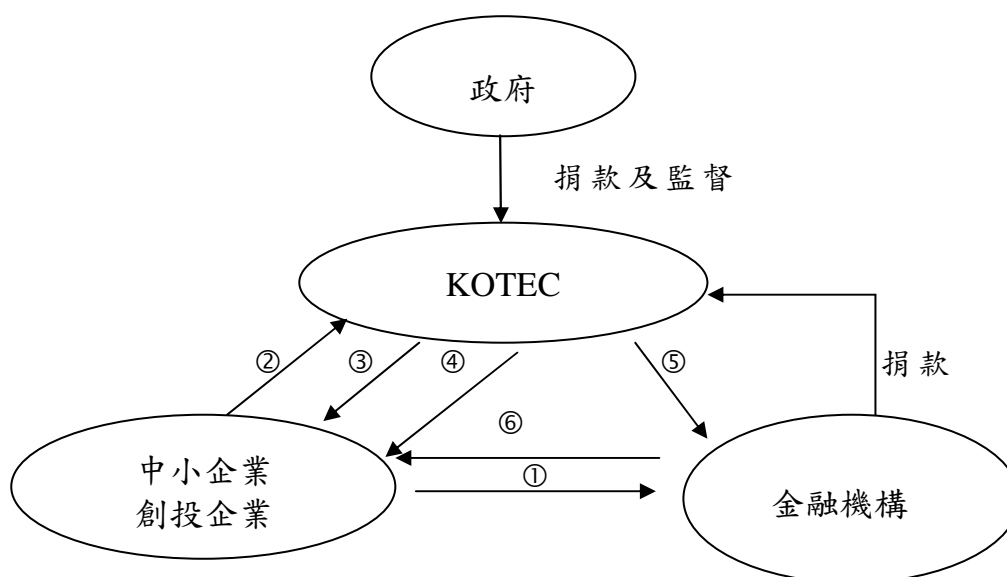 政府
捐款及監督
KOTEC
捐款
②
③
④
⑤
⑥
①
中小企業
創投企業
金融機構